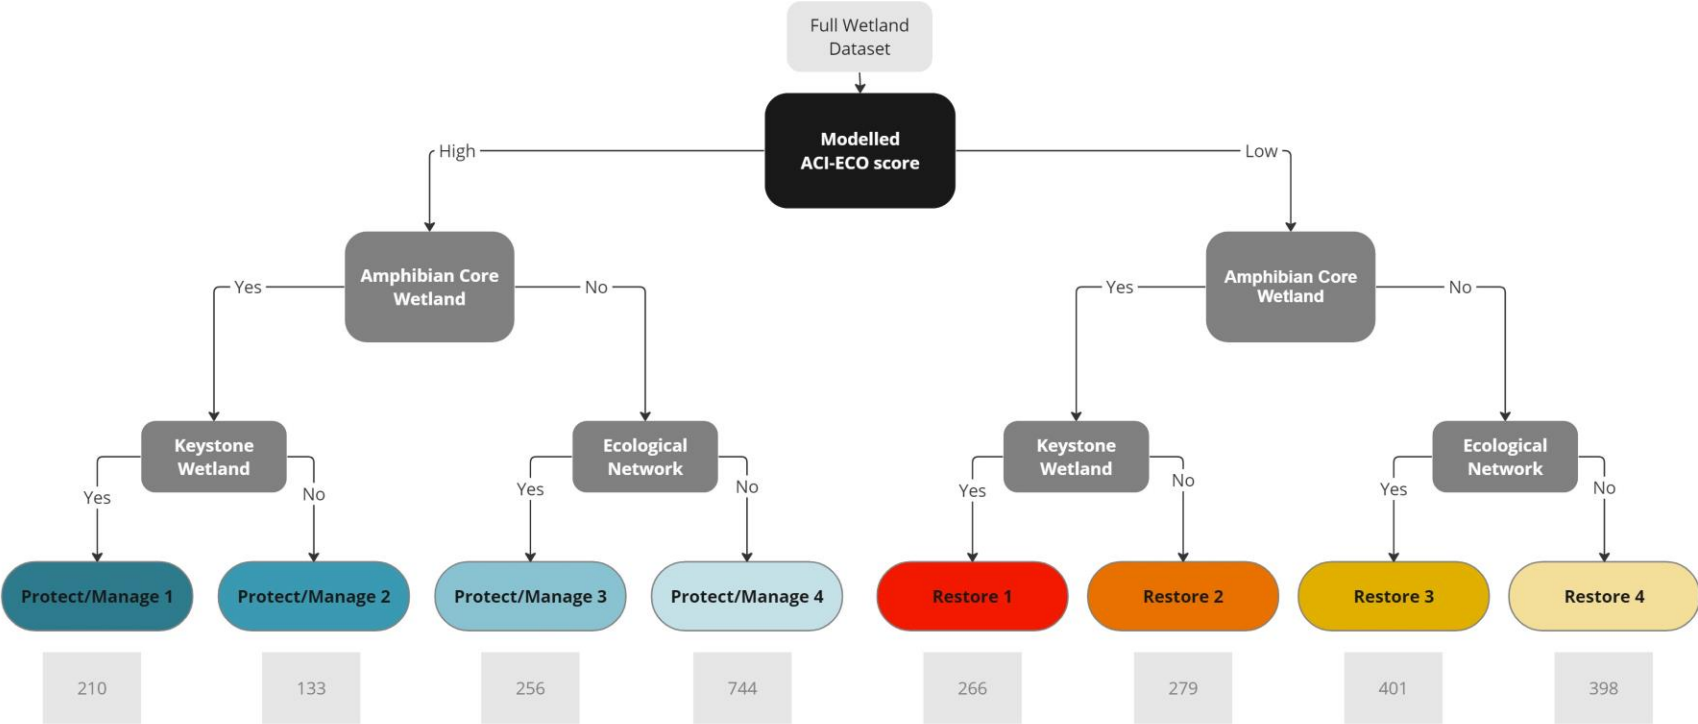 Full Wetland
Dataset
Modelled
ACI-ECO score
High
Low
Amphibian Core
Wetland
Amphibian Core
Wetland
Yes
No
Yes
No
Keystone
Wetland
Ecological
Network
Keystone
Wetland
Ecological
Network
Yes
No
Yes
No
Yes
No
Yes
No
Protect/Manage 1
Protect/Manage 2
Protect/Manage 3
Protect/Manage 4
Restore 1
Restore 2
Restore 3
Restore 4
210
133
256
744
266
279
401
398